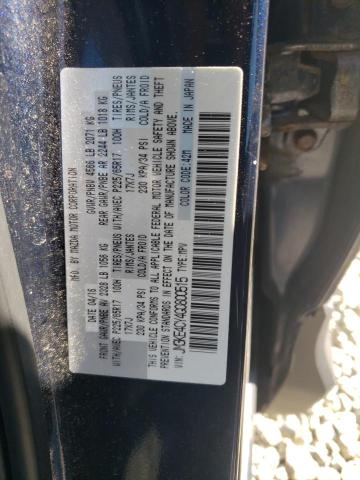 MFD. BY MAZDA MOTOR CORPORATION
DATE: 04/16 GVWR/PNBV 4566 LB 2071 KG
GAWR/PNBE AV 2328 LB 1056 KG REAR GAWR/PNBE AR 2244 LB 1018 KG
WITH/AVEC P225/65R17 100H TIRES/PNEUS WITH/AVEC P225/65R17 100H TIRES/PNEUS
17X7J RIMS/JANTES 17X7J RIMS/JANTES
230 KPA/34 PSI COLD/A FROID 230 KPA/34 PSI COLD/A FROID
THIS VEHICLE CONFORMS TO ALL APPLICABLE FEDERAL MOTOR VEHICLE SAFETY AND THEFT
PREVENTION STANDARDS IN EFFECT ON THE DATE OF MANUFACTURE SHOWN ABOVE.
VIN: TYPE:MPV COLOR CODE: 42M MADE IN JAPAN